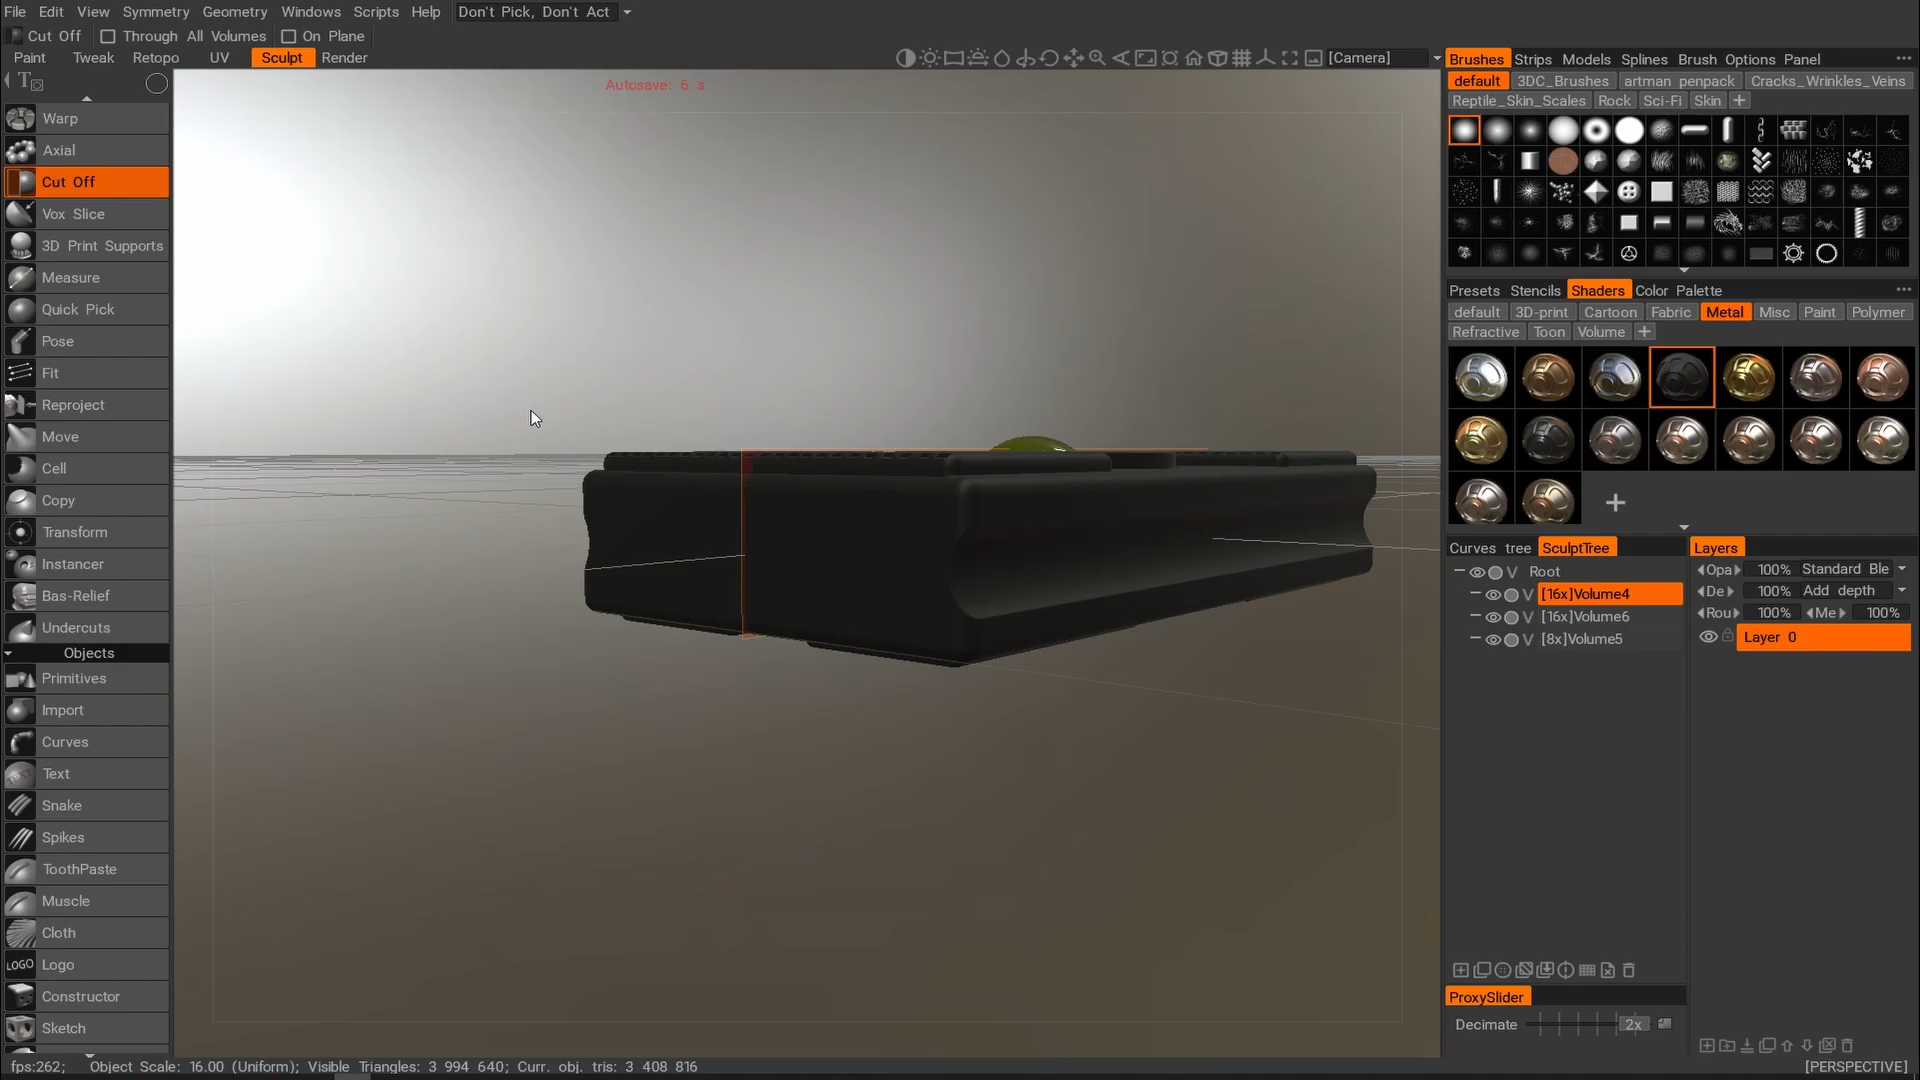 File Edit View Symmetry Geometry Windows Scripts Help Don't Pick, Don't Act
Cut Off Through All Volumes On Plane
Paint Tweak Retopo UV Sculpt Render [Camera]
Autosave: 6 s
Warp
Axial
Cut Off
Vox Slice
3D Print Supports
Measure
Quick Pick
Pose
Fit
Reproject
Move
Cell
Copy
Transform
Instancer
Bas-Relief
Undercuts
Objects
Primitives
Import
Curves
Text
Snake
Spikes
ToothPaste
Muscle
Cloth
LOGO Logo
Constructor
Sketch
Brushes Strips Models Splines Brush Options Panel
default 3DC_Brushes artman penpack Cracks_Wrinkles_Veins
Reptile_Skin_Scales Rock Sci-Fi Skin +
Presets Stencils Shaders Color Palette
default 3D-print Cartoon Fabric Metal Misc Paint Polymer
Refractive Toon Volume +
Curves tree SculptTree
Root
[16x]Volume4
[16x]Volume6
[8x]Volume5
Layers
Opa 100% Standard Ble
De 100% Add depth
Rou 100% Me 100%
Layer 0
ProxySlider
Decimate 2x
fps:262; Object Scale: 16.00 (Uniform); Visible Triangles: 3 994 640; Curr. obj. tris: 3 408 816 [PERSPECTIVE]